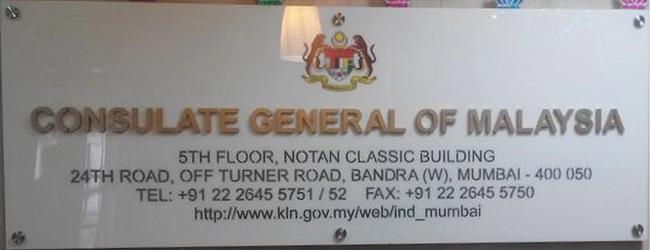 CONSULATE GENERAL OF MALAYSIA
5TH FLOOR, NOTAN CLASSIC BUILDING
24TH ROAD, OFF TURNER ROAD, BANDRA (W), MUMBAI - 400 050
TEL: +91 22 2645 5751 / 52 FAX: +91 22 2645 5750
http://www.kln.gov.my/web/ind_mumbai